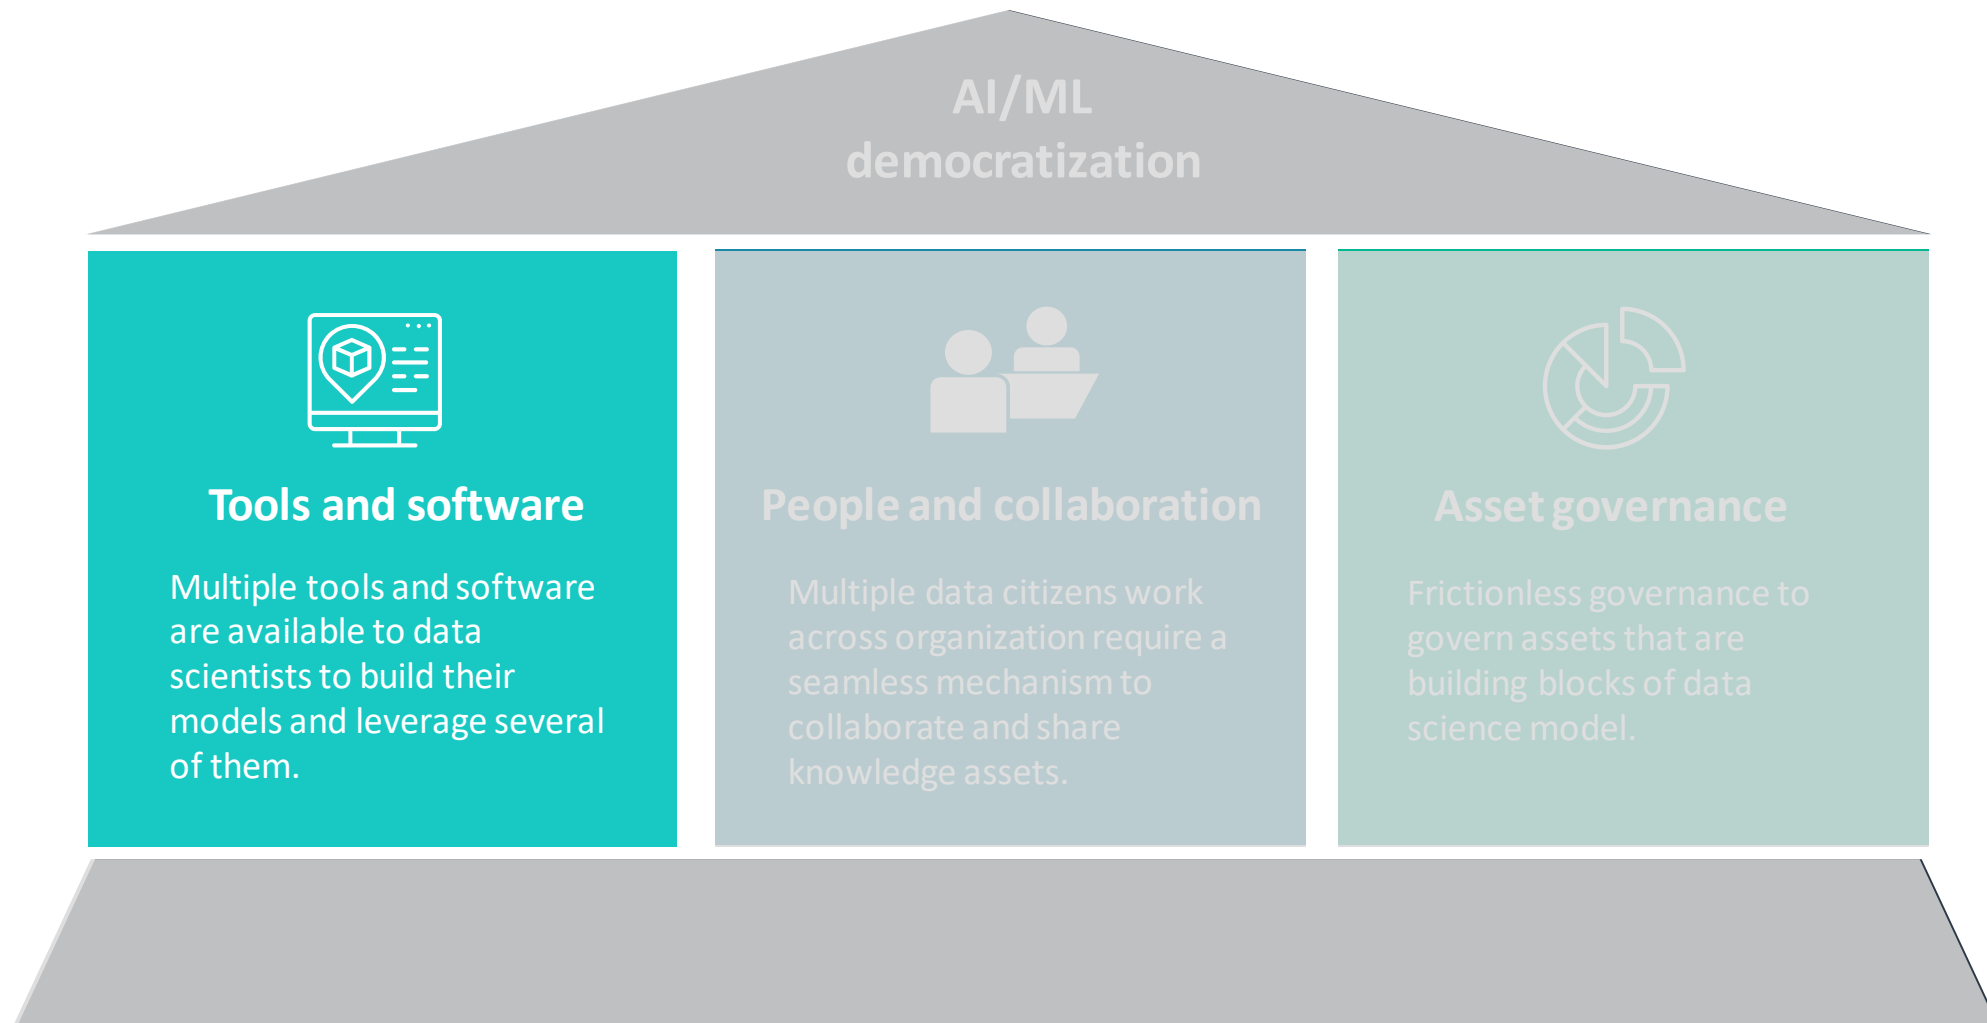 AI/ML
democratization
Tools and software
Multiple tools and software
are available to data
scientists to build their
models and leverage several
of them.
People and collaboration
Multiple data citizens work
across organization require a
seamless mechanism to
collaborate and share
knowledge assets.
Asset governance
Frictionless governance to
govern assets that are
building blocks of data
science model.